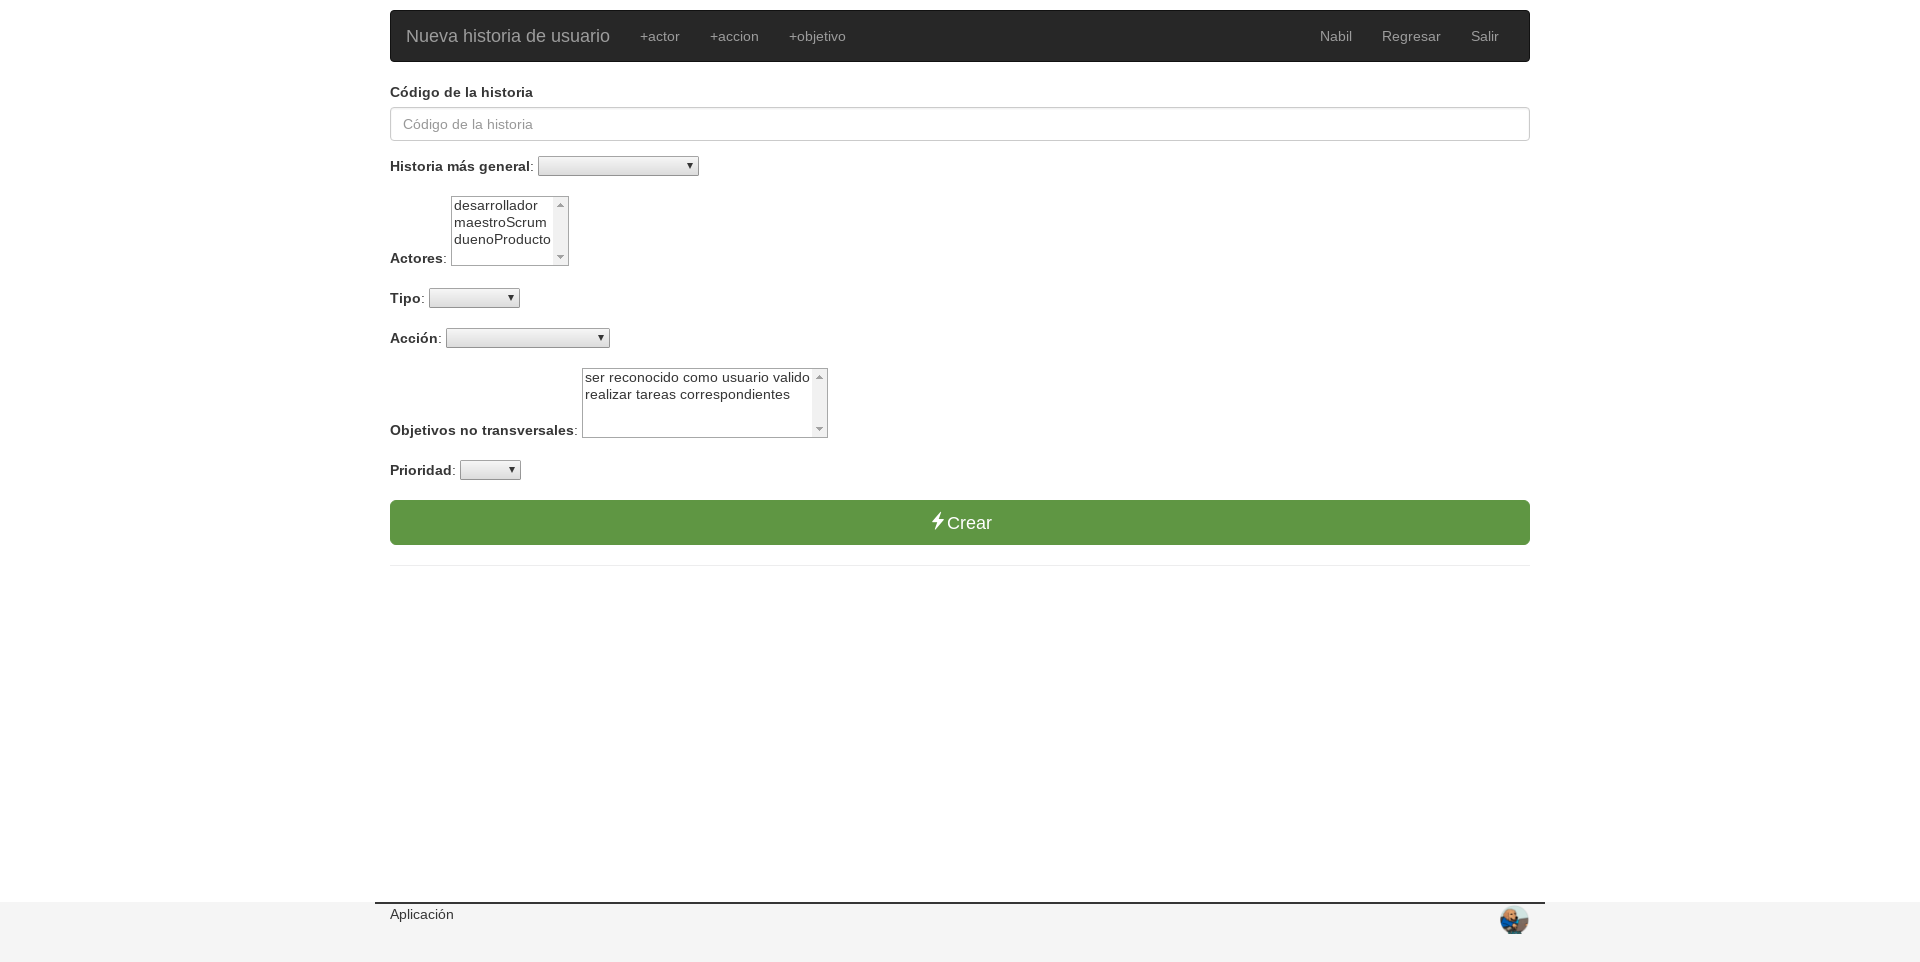 Nueva historia de usuario +actor +accion +objetivo Nabil Regresar Salir
Código de la historia
Código de la historia
Historia más general:
desarrollador
maestroScrum
duenoProducto
Actores:
Tipo:
Acción:
ser reconocido como usuario valido
realizar tareas correspondientes
Objetivos no transversales:
Prioridad:
Crear
Aplicación